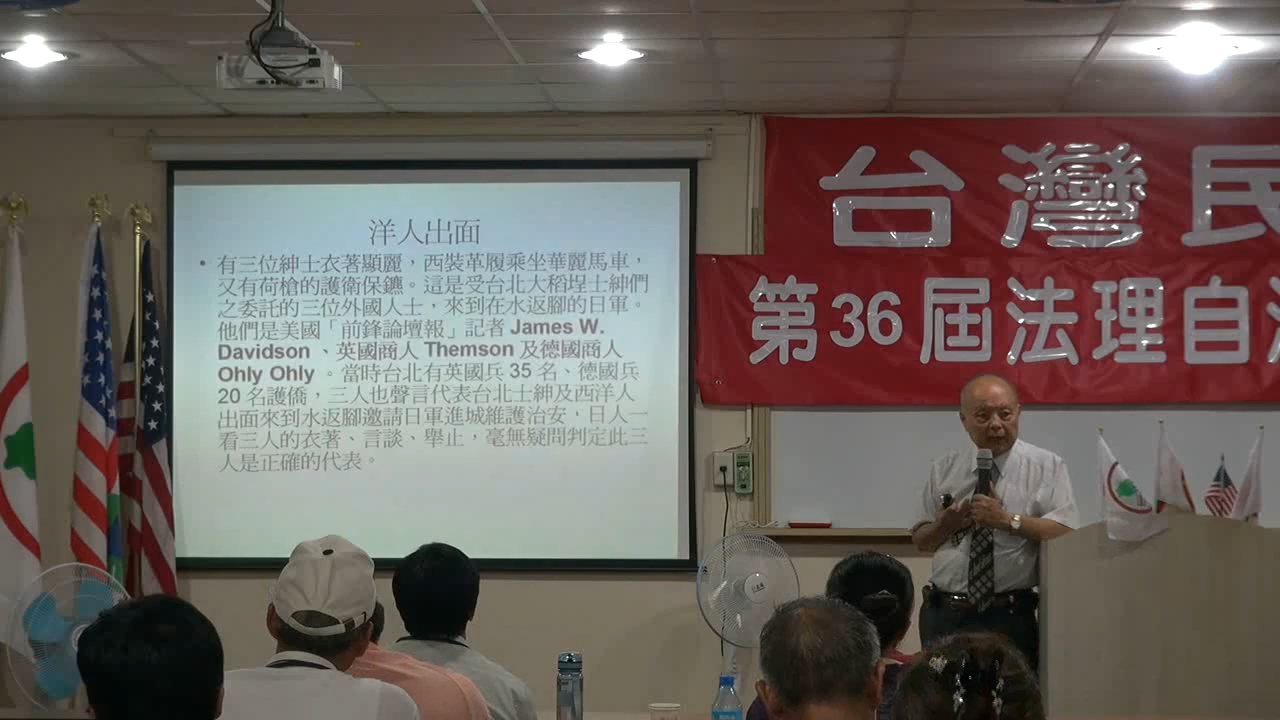 洋人出面
• 有三位紳士衣著顯麗，西裝革履乘坐華麗馬車，
又有荷槍的護衛保鑣。這是受台北大稻埕士紳們
之委託的三位外國人士，來到在水返腳的日軍。
他們是美國「前鋒論壇報」記者 James W.
Davidson 、英國商人 Themson 及德國商人
Ohly Ohly 。當時台北有英國兵 35 名、德國兵
20 名護僑，三人也聲言代表台北士紳及西洋人
出面來到水返腳邀請日軍進城維護治安，日人一
看三人的衣著、言談、舉止，毫無疑問判定此三
人是正確的代表。
台灣民
第36屆法理自治